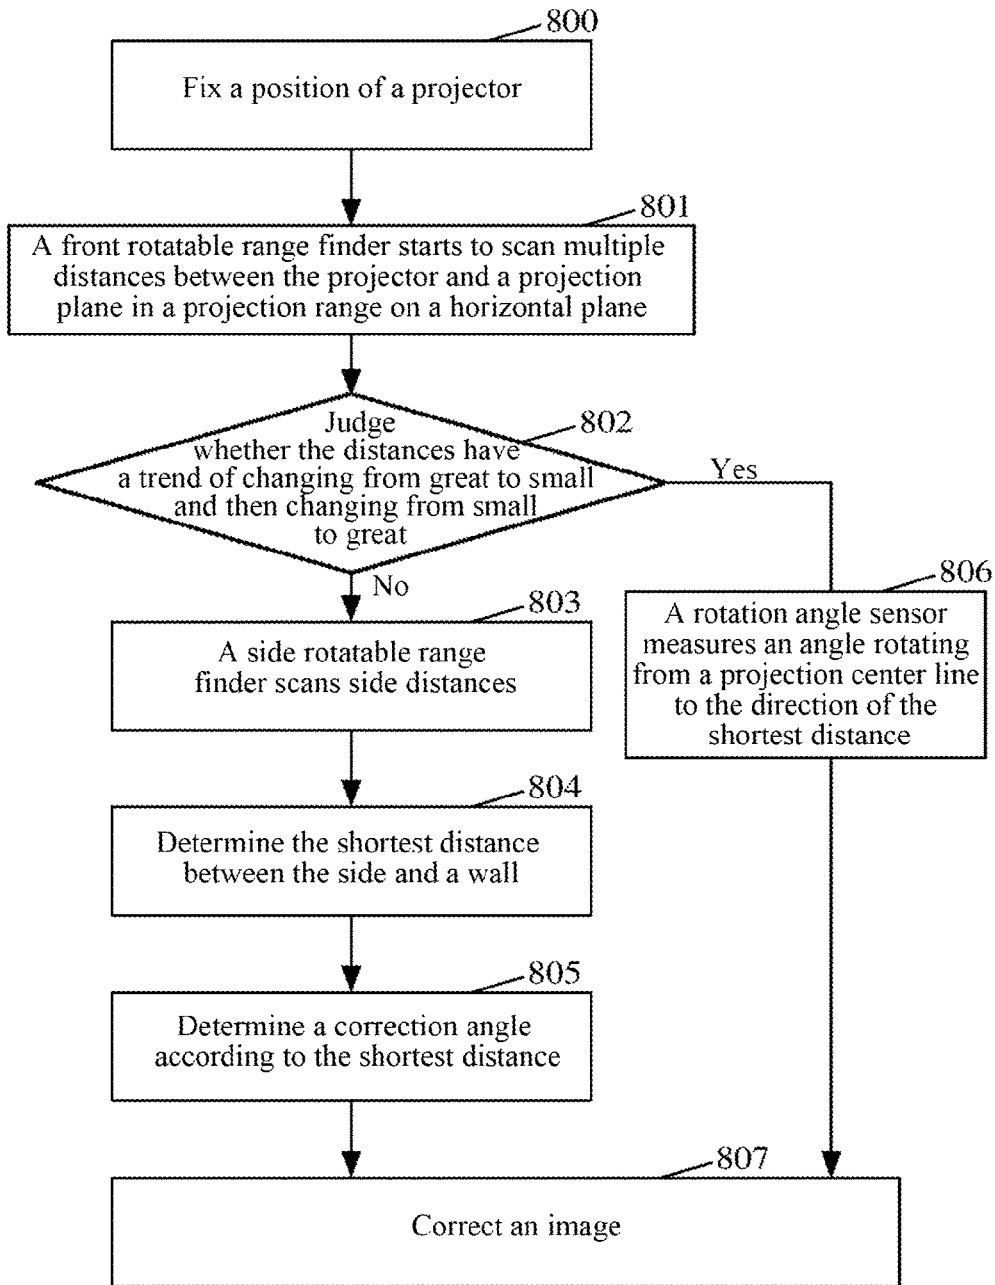 800
Fix a position of a projector
801
A front rotatable range finder starts to scan multiple
distances between the projector and a projection
plane in a projection range on a horizontal plane
802
Judge
whether the distances have
a trend of changing from great to small
and then changing from small
to great
Yes
No
803
A side rotatable range
finder scans side distances
806
A rotation angle sensor
measures an angle rotating
from a projection center line
to the direction of the
shortest distance
804
Determine the shortest distance
between the side and a wall
805
Determine a correction angle
according to the shortest distance
807
Correct an image